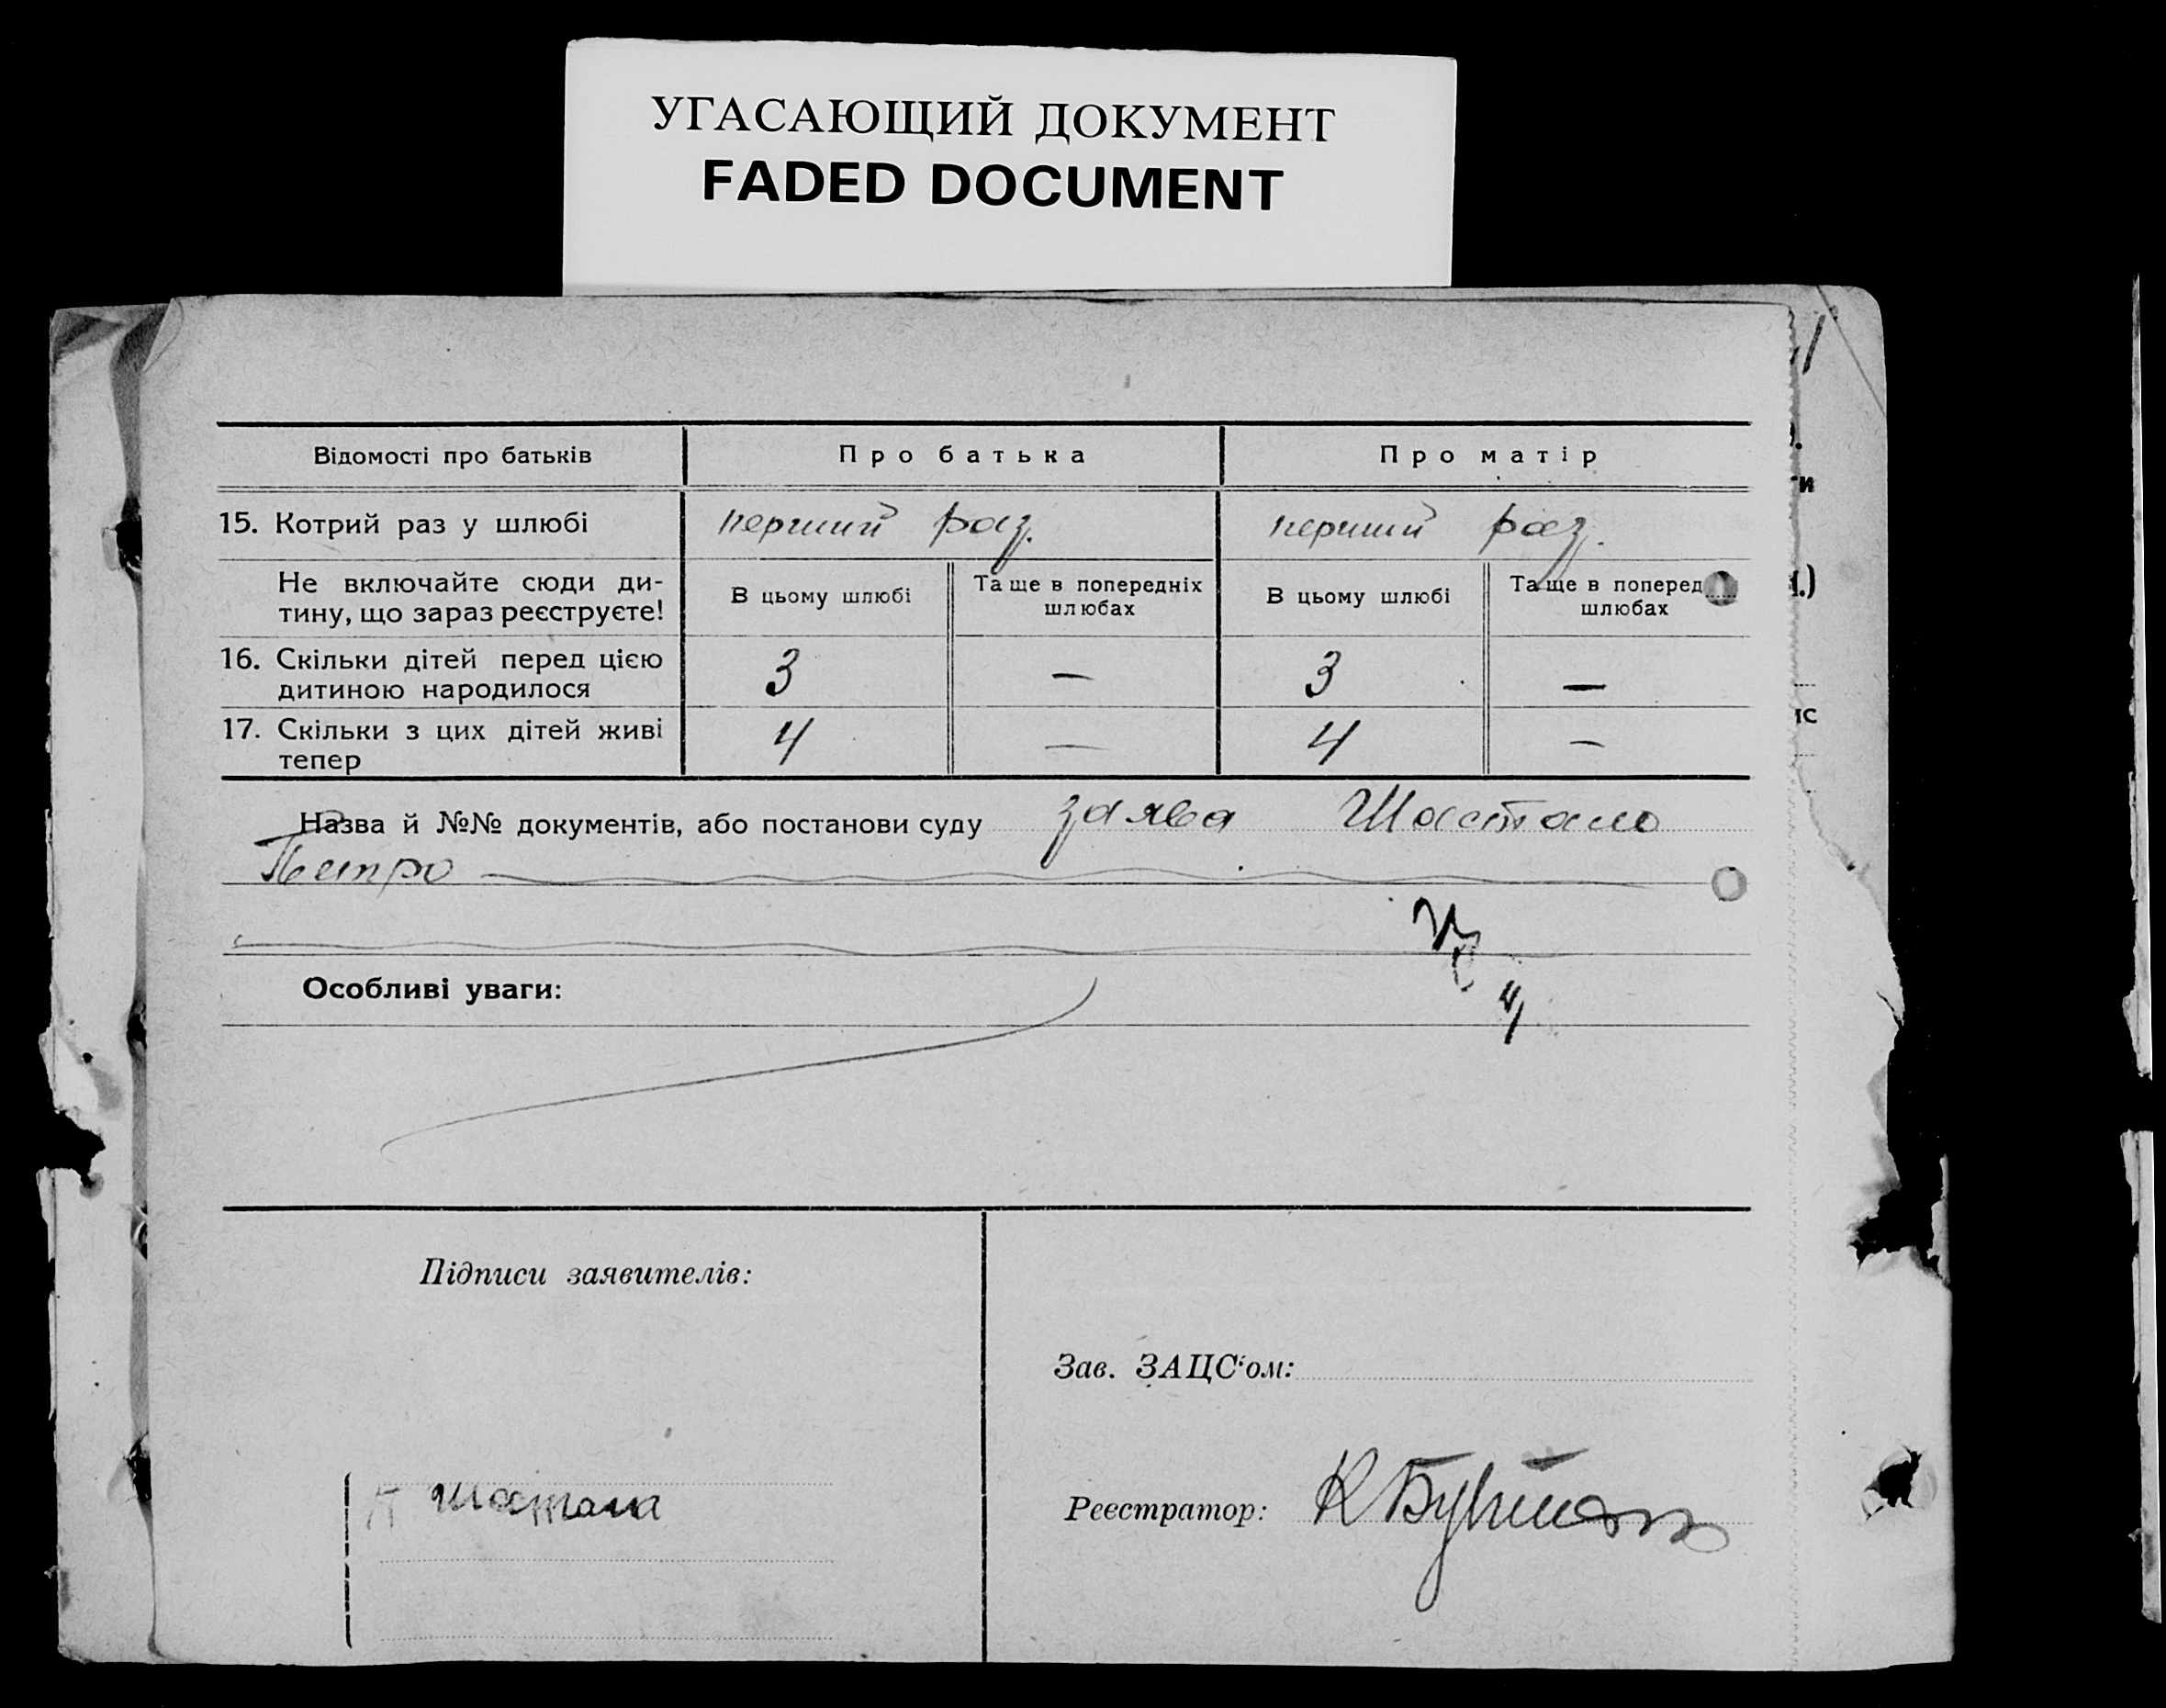 УГАСАЮЩИЙ ДОКУМЕНТ
FADED DOCUMENT
Відомості про батьків
Про батька
Про матір
15. Котрий раз у шлюбі
перший раз.
перший раз.
Не включайте сюди ди-
тину, що зараз реєструєте!
В цьому шлюбі
Та ще в попередніх
шлюбах
В цьому шлюбі
Та ще в поперед
шлюбах
16. Скільки дітей перед цією
дитиною народилося
3
—
3
—
17. Скільки з цих дітей живі
тепер
4
—
4
—
Назва й №№ документів, або постанови суду заява Шастало
Петро
Особливі уваги:
Підписи заявителів:
Зав. ЗАЦС‘ом:
Реєстратор: